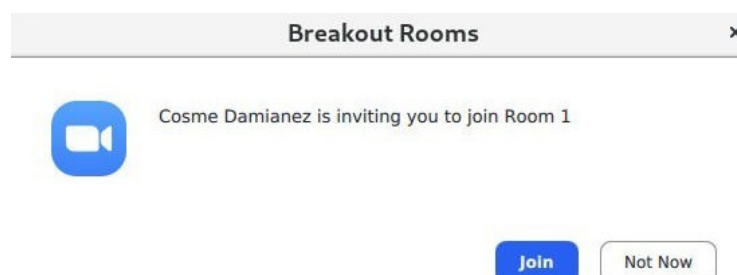 Breakout Rooms
Cosme Damianez is inviting you to join Room 1
Join Not Now